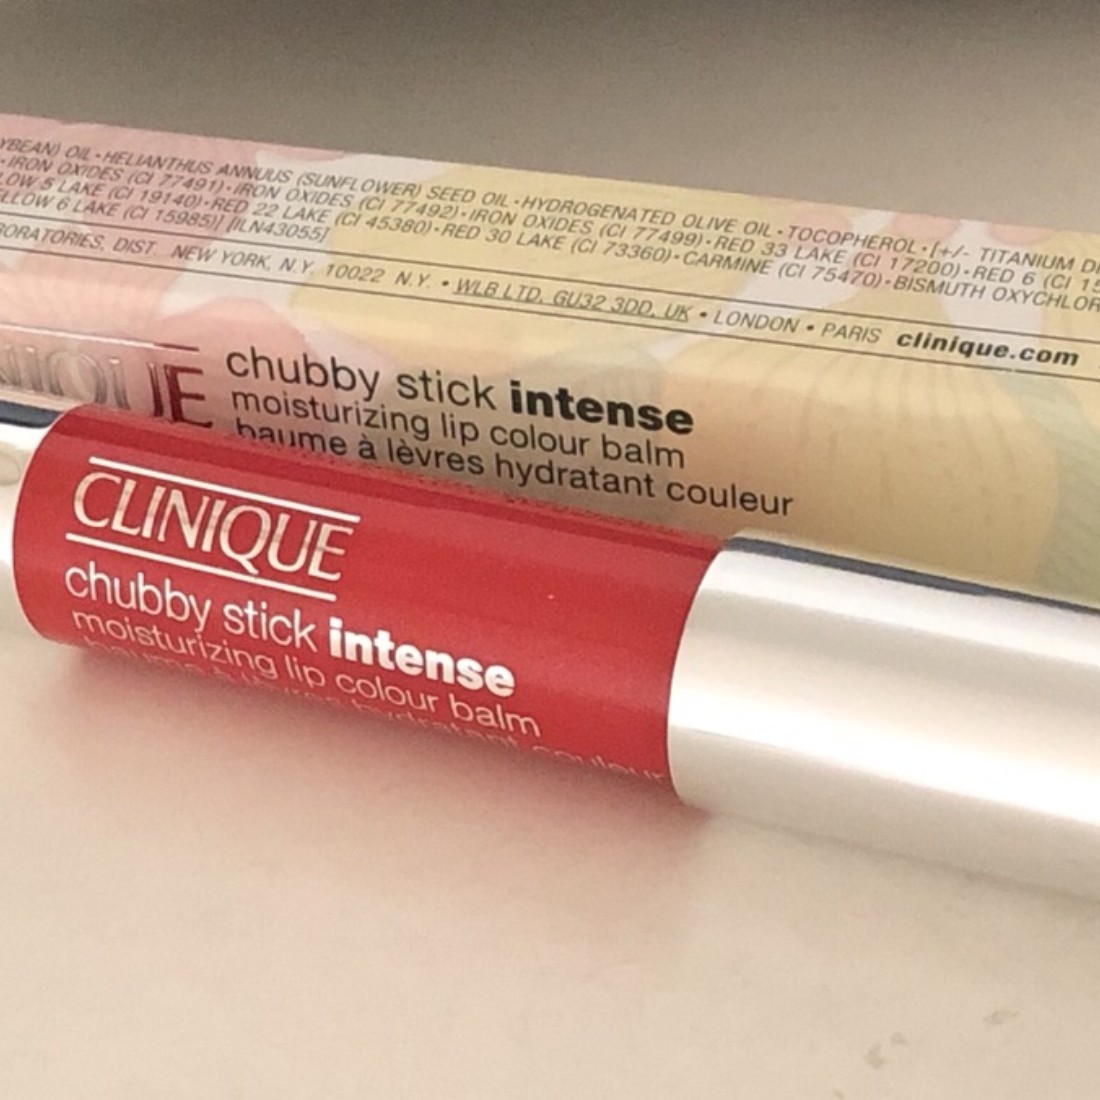 OIL • HELIANTHUS ANNUUS (SUNFLOWER) SEED OIL • HYDROGENATED OLIVE OIL • TOCOPHEROL • [+/- TITANIUM
• IRON OXIDES (CI 77491) • IRON OXIDES (CI 77492) • IRON OXIDES (CI 77499) • RED 33 LAKE (CI 17200) • RED 6 (CI
5 LAKE (CI 19140) • RED 22 LAKE (CI 45380) • RED 30 LAKE (CI 73360) • CARMINE (CI 75470) • BISMUTH
6 LAKE (CI 15985)] [ILN43055]
DIST. NEW YORK, N.Y. 10022 N.Y. • WLB LTD, GU32 3DD, UK • LONDON • PARIS clinique.com
chubby stick intense
moisturizing lip colour balm
baume à lèvres hydratant couleur
CLINIQUE
chubby stick intense
moisturizing lip colour balm
baume à lèvres hydratant couleur